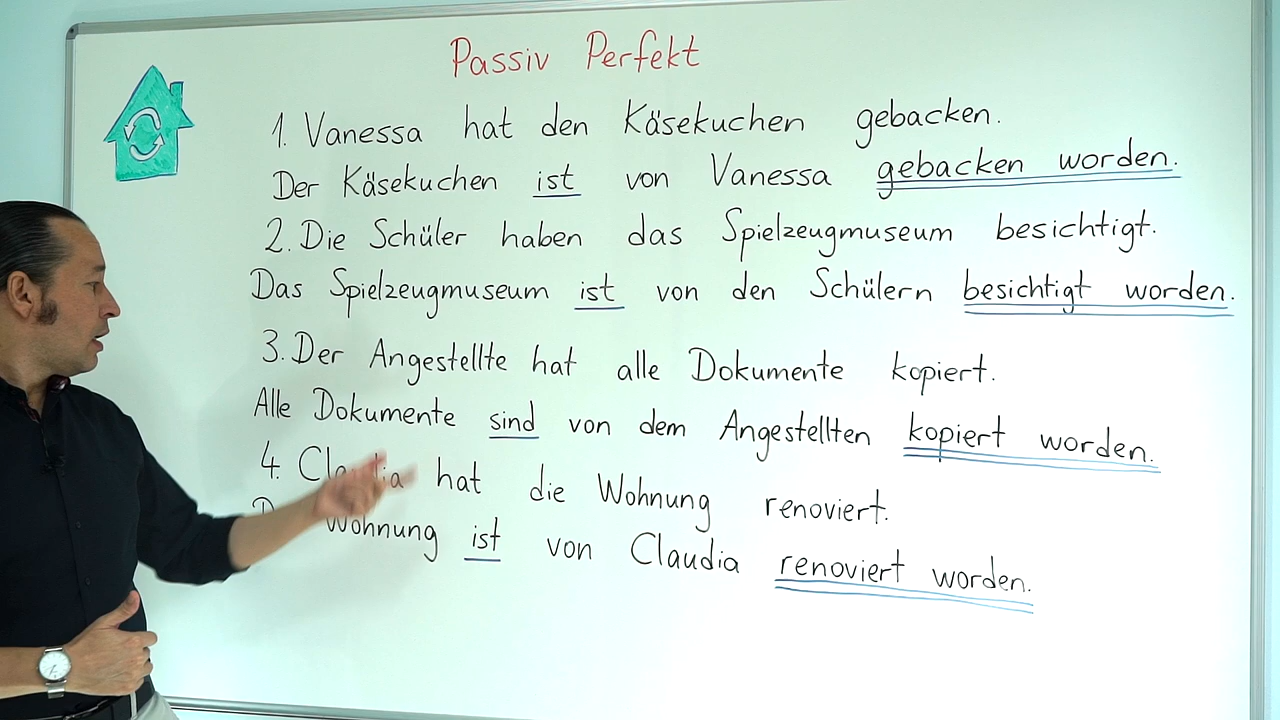 Passiv Perfekt
1. Vanessa hat den Käsekuchen gebacken.
Der Käsekuchen ist von Vanessa gebacken worden.
2. Die Schüler haben das Spielzeugmuseum besichtigt.
Das Spielzeugmuseum ist von den Schülern besichtigt worden.
3. Der Angestellte hat alle Dokumente kopiert.
Alle Dokumente sind von dem Angestellten kopiert worden.
4. Claudia hat die Wohnung renoviert.
Wohnung ist von Claudia renoviert worden.